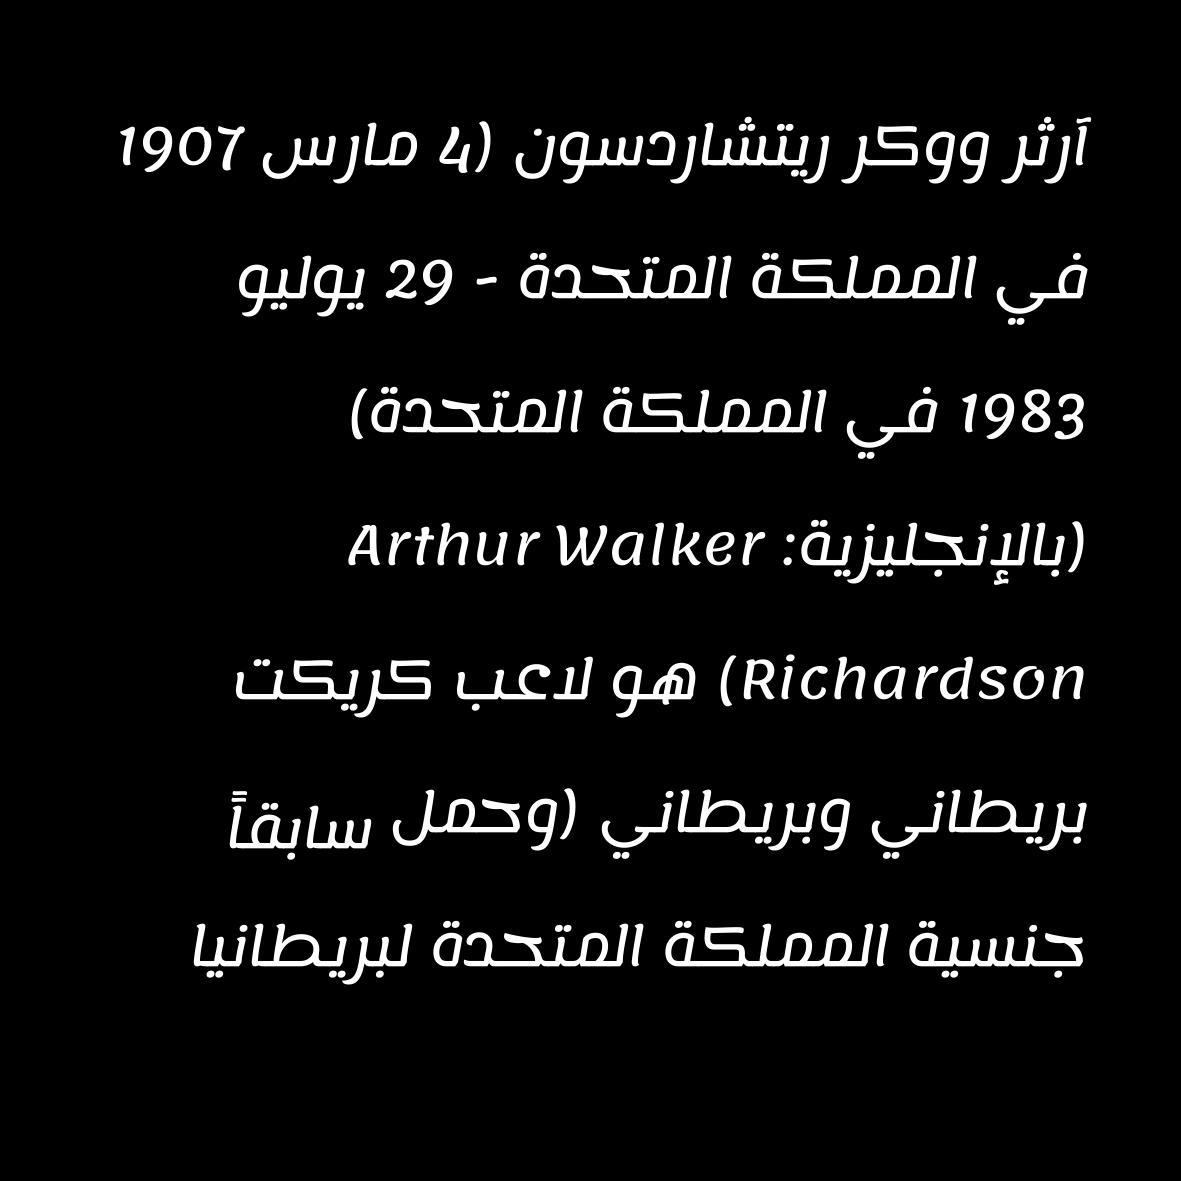 آرثر ووكر ريتشاردسون (4 مارس 1907
في المملكة المتحدة - 29 يوليو
1983 في المملكة المتحدة)
(بالإنجليزية: Arthur Walker
Richardson) هو لاعب كريكت
بريطاني وبريطاني (وحمل سابقاً
جنسية المملكة المتحدة لبريطانيا